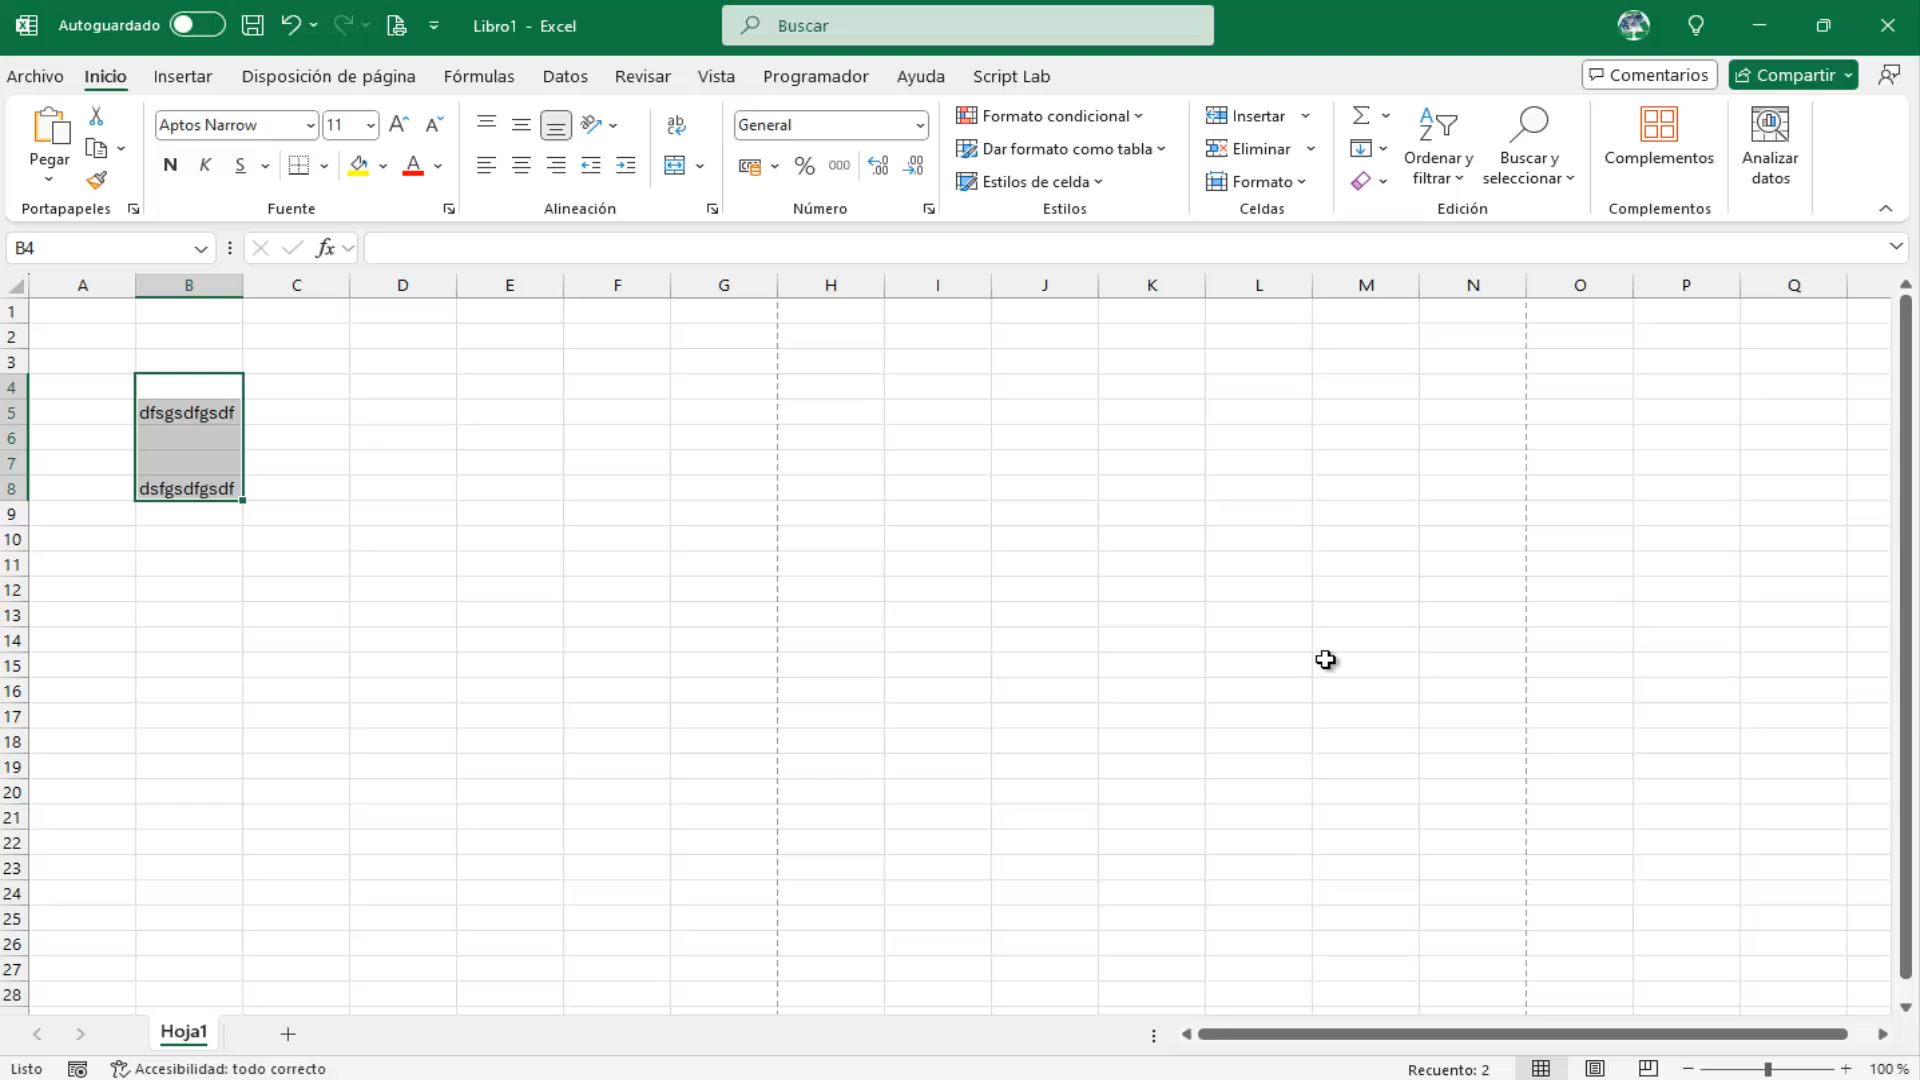 Autoguardado
Libro1 - Excel
Buscar
Archivo Inicio Insertar Disposición de página Fórmulas Datos Revisar Vista Programador Ayuda Script Lab
Comentarios Compartir
Pegar
Portapapeles
Aptos Narrow 11
N K S
Fuente
ab
Alineación
General
% 000
Número
Formato condicional
Dar formato como tabla
Estilos de celda
Estilos
Insertar
Eliminar
Formato
Celdas
Ordenar y
filtrar
Buscar y
seleccionar
Edición
Complementos
Complementos
Analizar
datos
B4 fx
A B C D E F G H I J K L M N O P Q
1
2
3
4
5 dfsgsdfgsdf
6
7
8 dsfgsdfgsdf
9
10
11
12
13
14
15
16
17
18
19
20
21
22
23
24
25
26
27
28
Hoja1
Listo Accesibilidad: todo correcto Recuento: 2 100 %